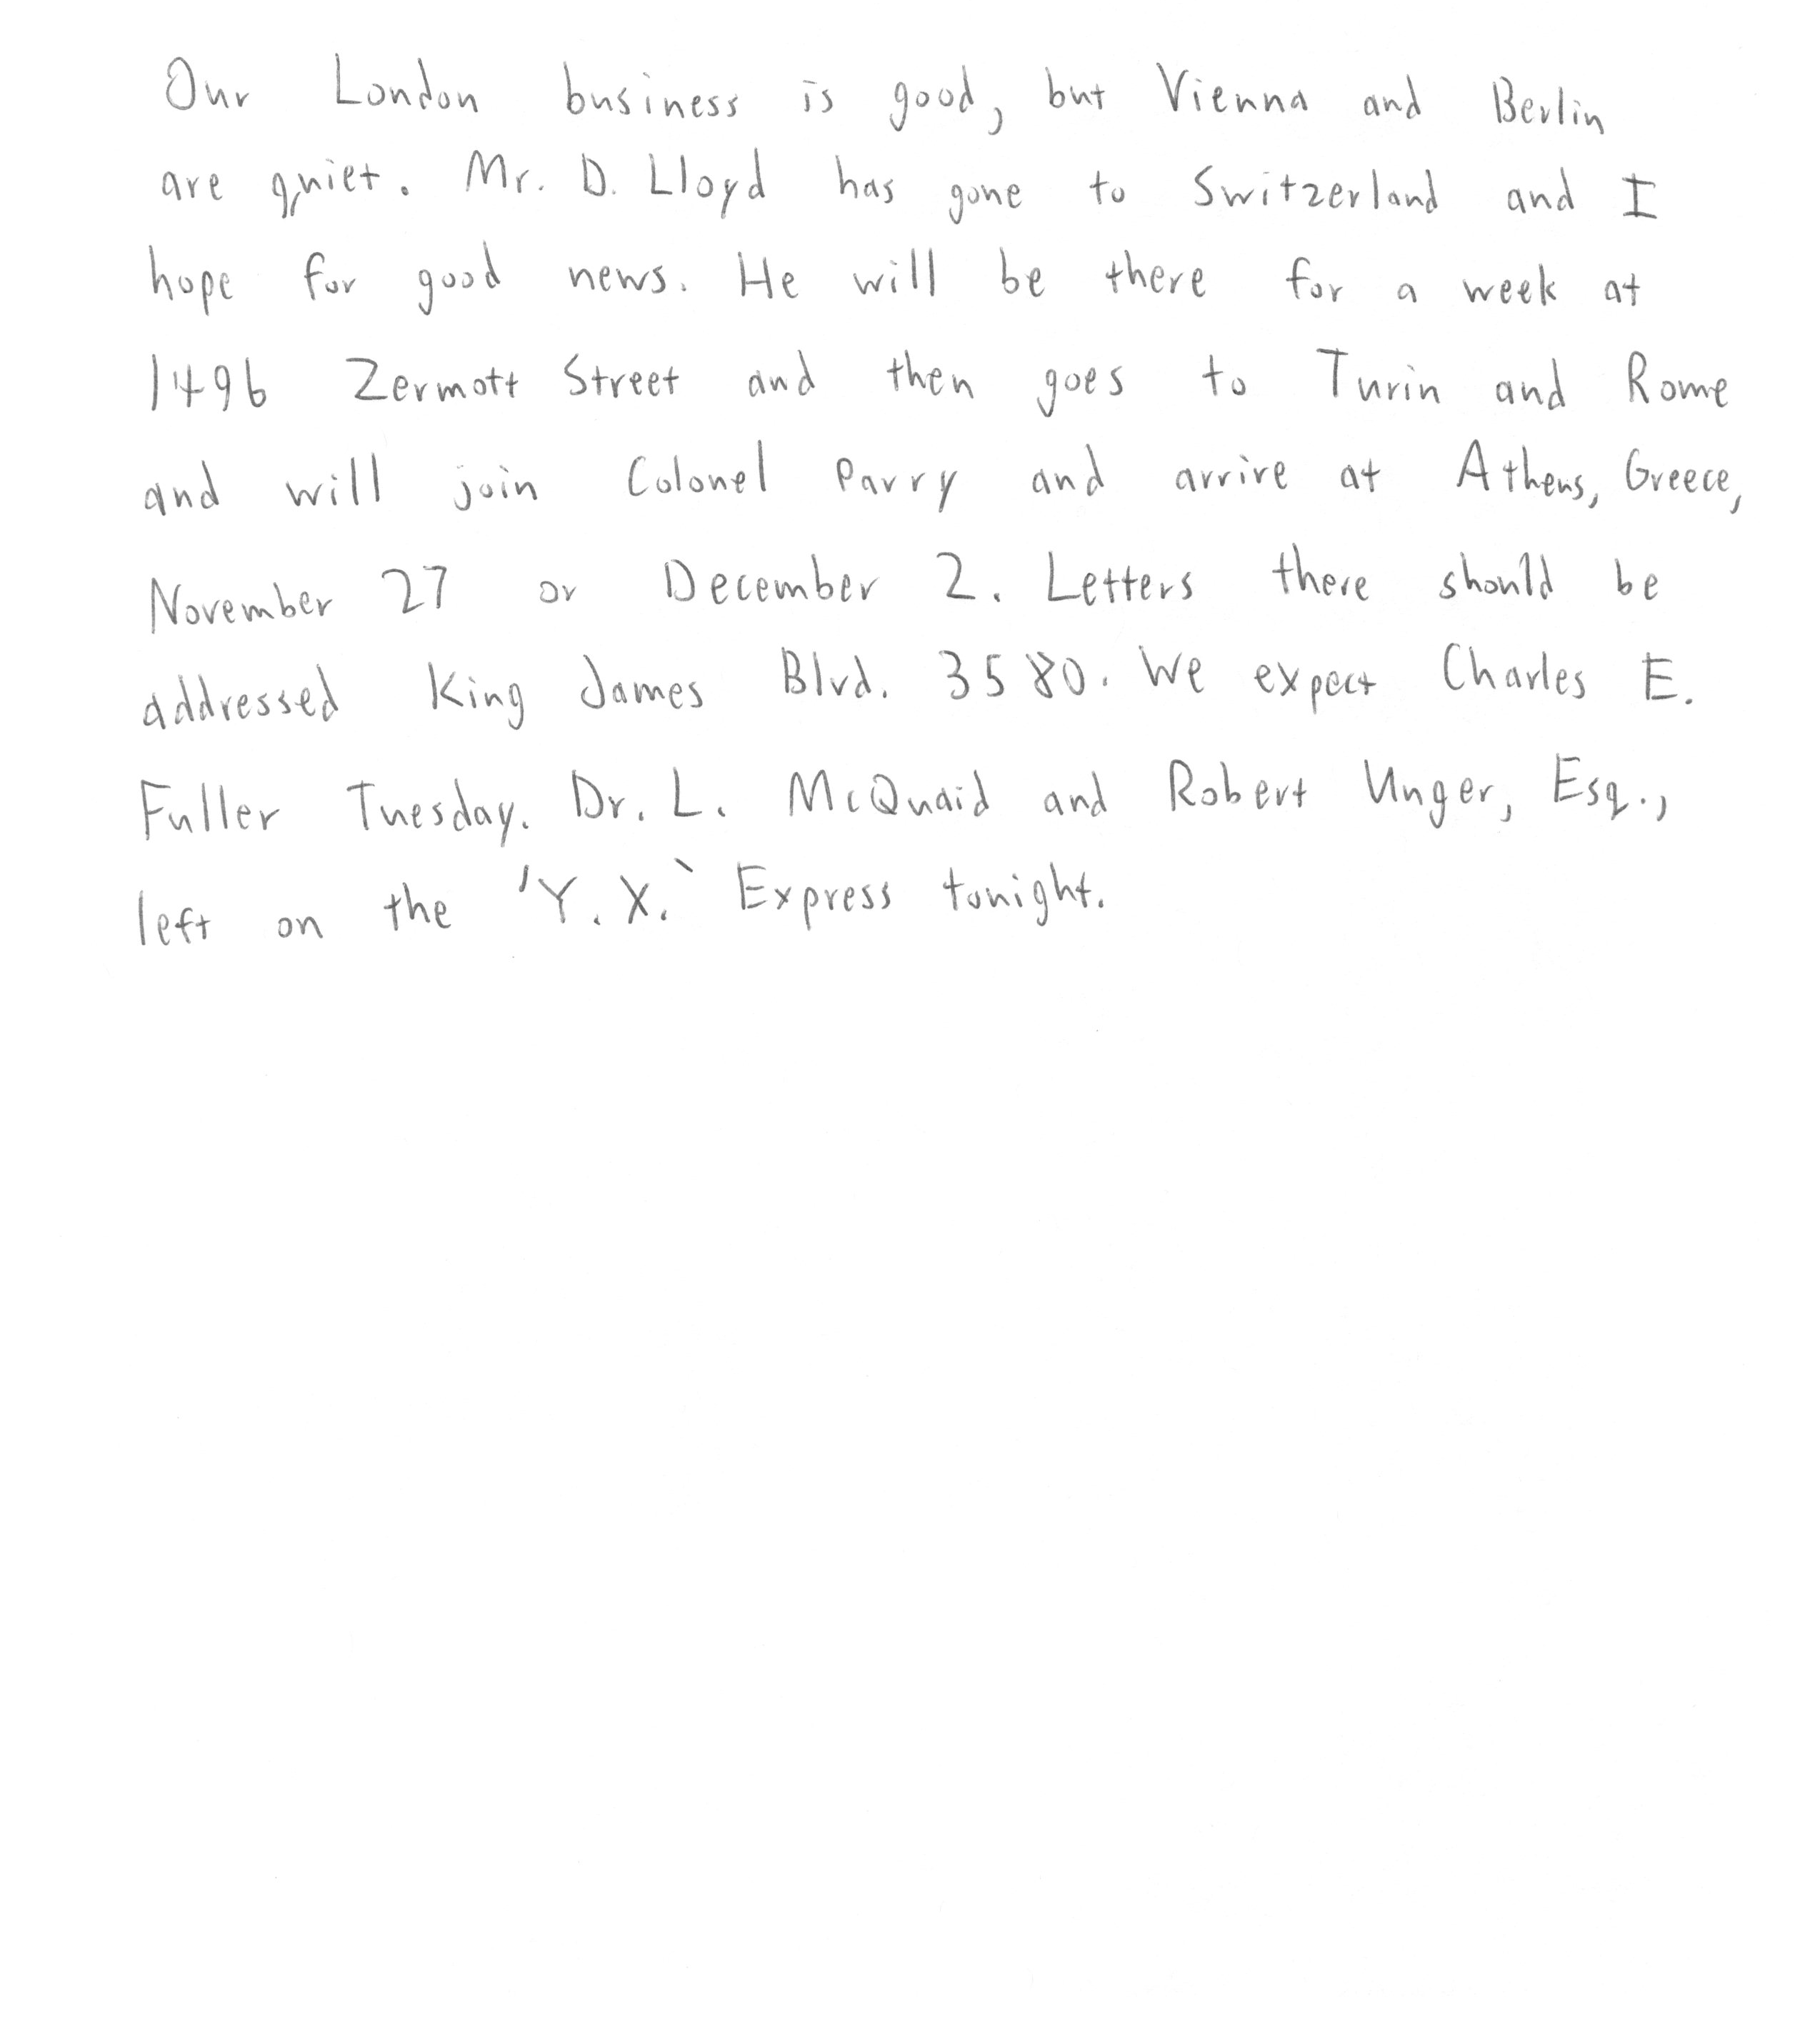 Our London business is good, but Vienna and Berlin
are quiet. Mr. D. Lloyd has gone to Switzerland and I
hope for good news. He will be there for a week at
1496 Zermott Street and then goes to Turin and Rome
and will join Colonel Parry and arrive at Athens, Greece,
November 27 or December 2. Letters there should be
addressed King James Blvd. 3580. We expect Charles E.
Fuller Tuesday. Dr. L. McQuaid and Robert Unger, Esq.,
left on the 'Y. X.` Express tonight.